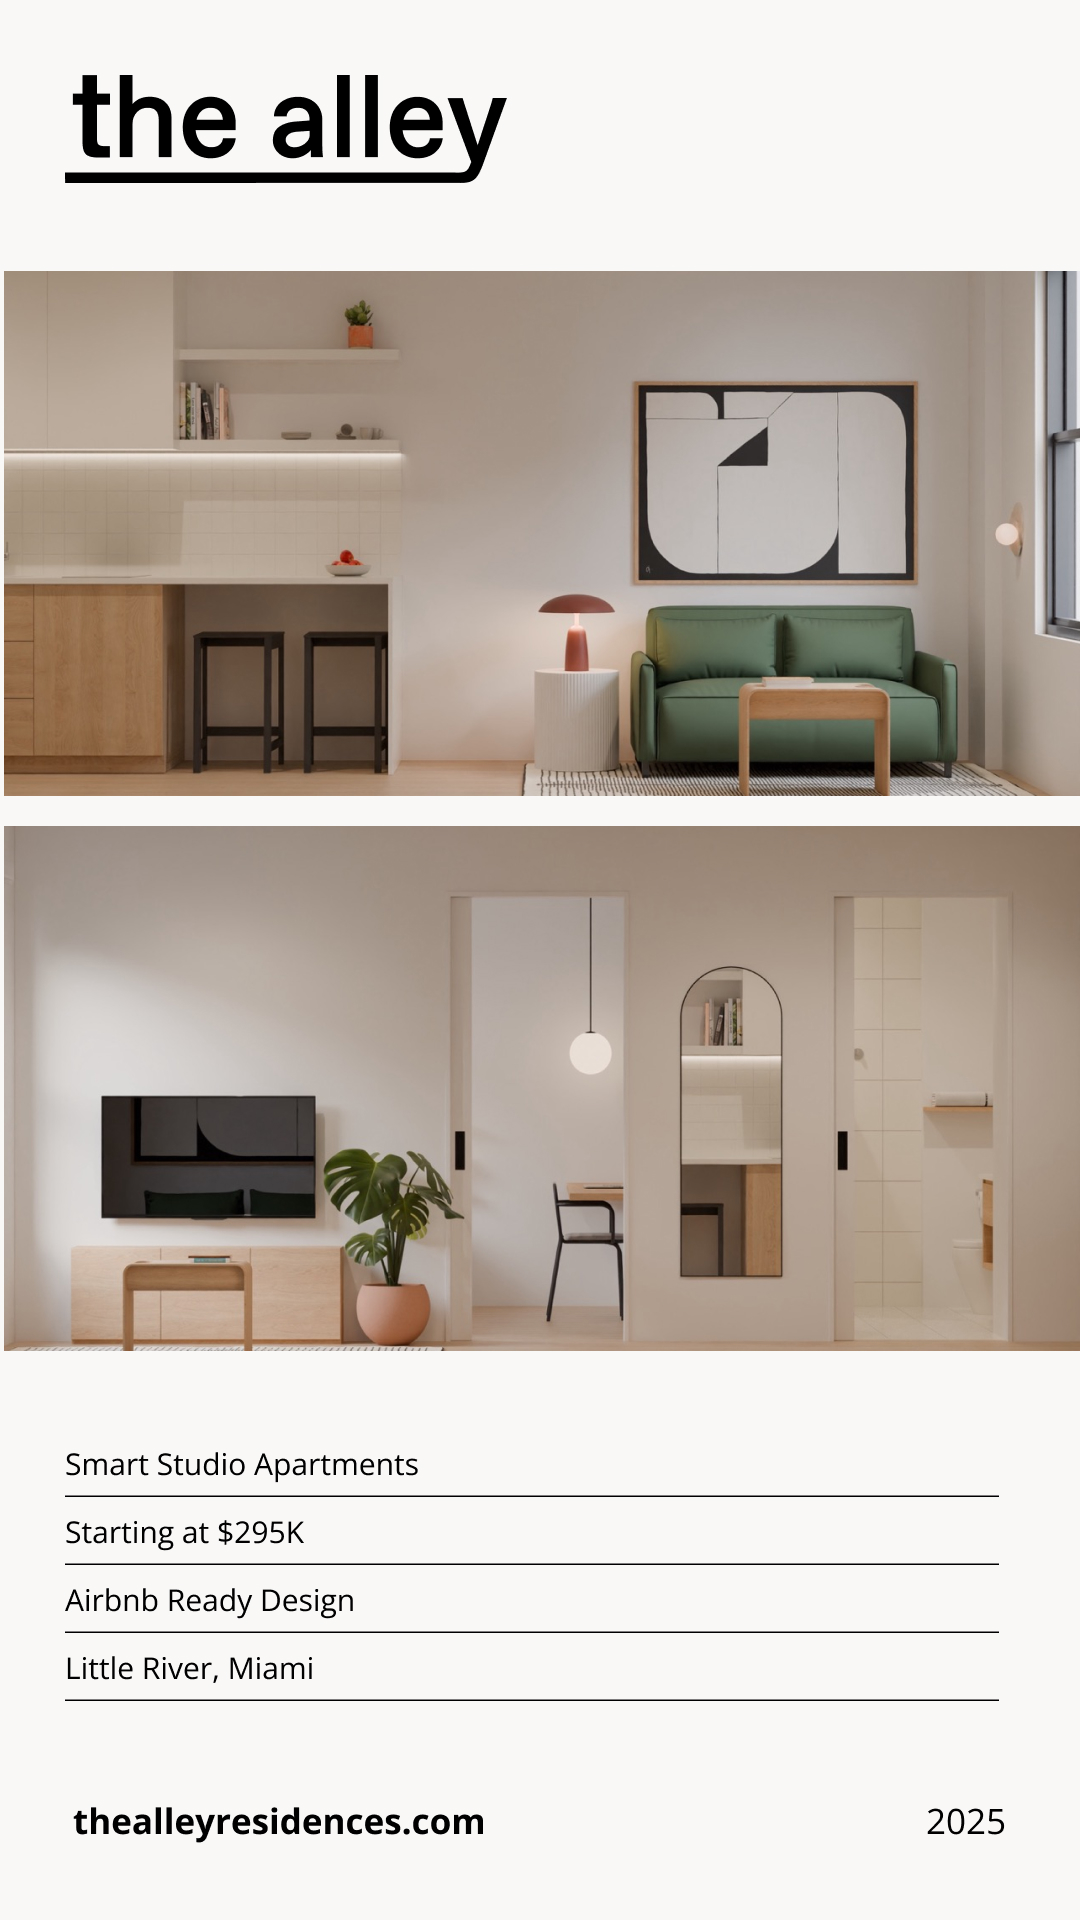 the alley
Smart Studio Apartments
Starting at $295K
Airbnb Ready Design
Little River, Miami
thealleyresidences.com
2025